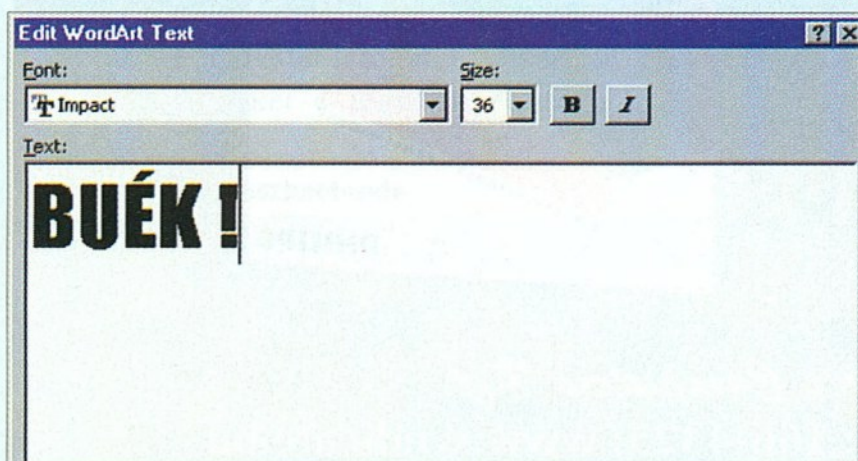 Edit WordArt Text
Font: Size:
Impact 36 B I
Text:
BUÉK !